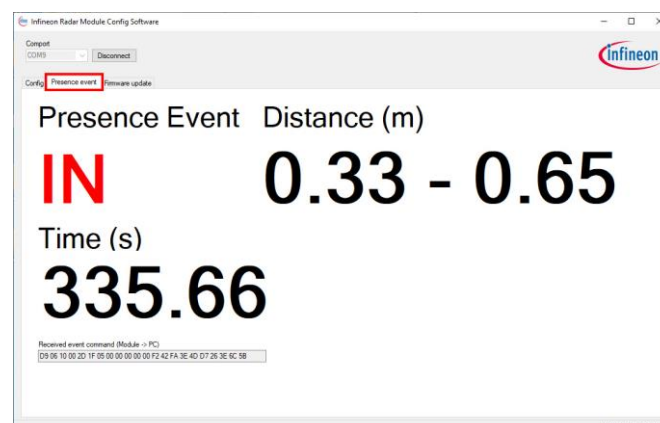 Infineon Radar Module Config Software
Comport
COM9
Disconnect
infineon
Config
Presence event
Firmware update
Presence Event
Distance (m)
IN
0.33 - 0.65
Time (s)
335.66
Received event command (Module -> PC)
D9 06 10 00 2D 1F 05 00 00 00 00 00 F2 42 FA 3E 4D D7 26 3E 6C 5B